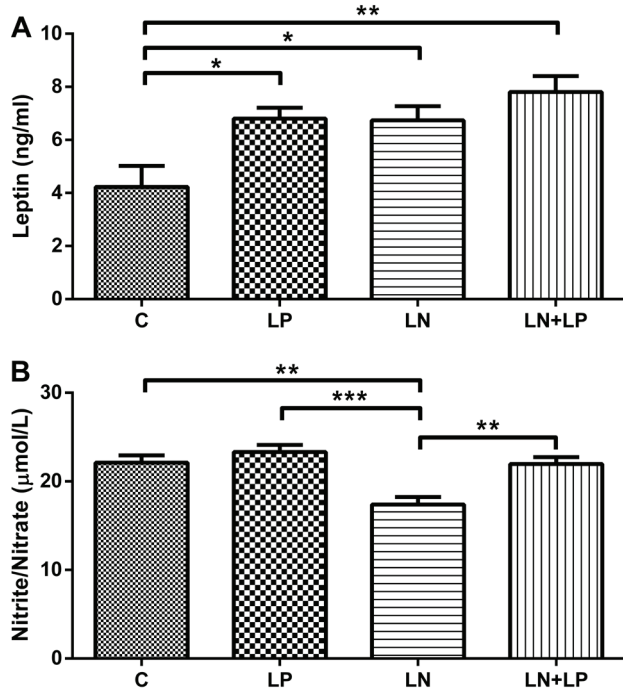 A
**
*
*
Leptin (ng/ml)
10
8
6
4
2
0
C LP LN LN+LP
B
**
***
**
Nitrite/Nitrate (μmol/L)
30
20
10
0
C LP LN LN+LP